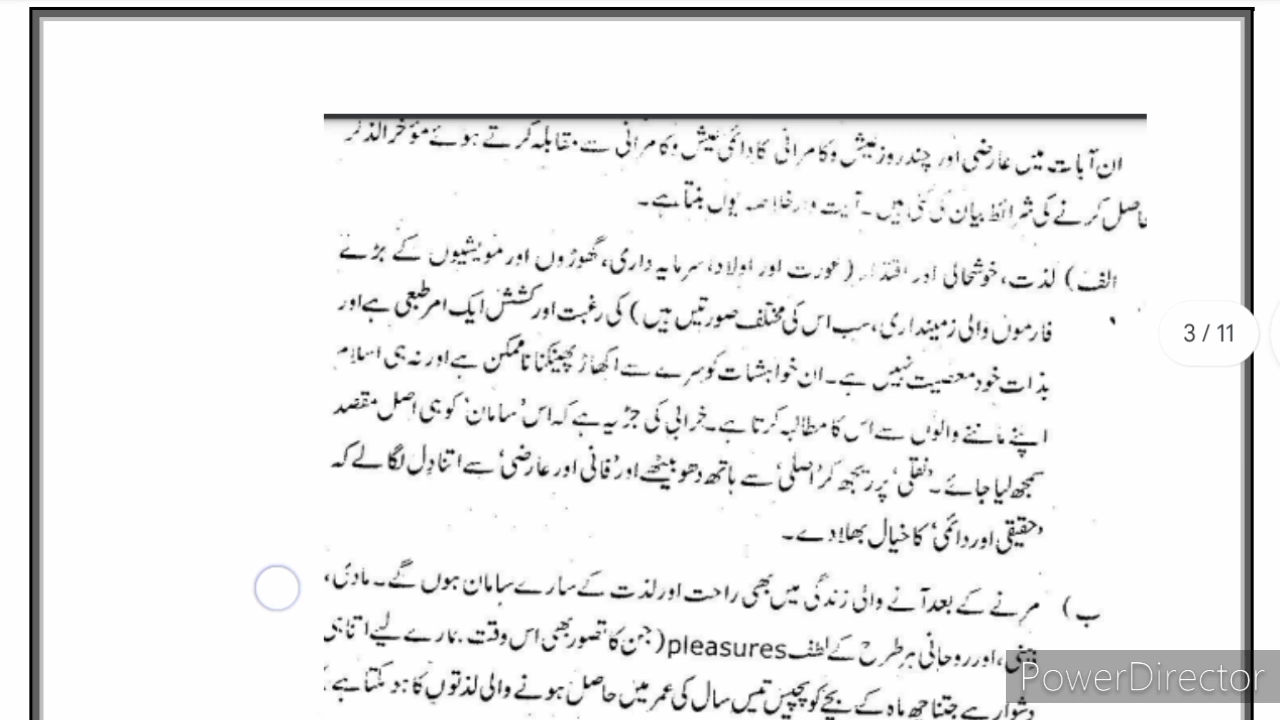 ان آیات میں عارضی اور چند روز عیش وکامرانی کا دائمی عیش وکامرانی سے مقابلہ کرتے ہوئے مؤخر الذکر
حاصل کرنے کی شرائط بیان کی گئی ہیں۔ آیت وار خلاصہ یوں بنتا ہے۔
الف) لذت، خوشحالی اور اقتدار (عورت اور اولاد، سرمایہ داری، گھوڑوں اور مویشیوں کے بڑے
فارموں والی زمینداری، سب اس کی مختلف صورتیں ہیں) کی رغبت اور کشش ایک امر طبعی ہے اور
بذات خود معصیت نہیں ہے۔ ان خواہشات کو سرے سے اکھاڑ پھینکنا ناممکن ہے اور نہ ہی اسلام
اپنے ماننے والوں سے اس کا مطالبہ کرتا ہے۔ خرابی کی جڑ یہ ہے کہ اس 'سامان' کو ہی اصل مقصد
سمجھ لیا جائے۔ 'نقلی' پر ریجھ کر 'اصلی' سے ہاتھ دھو بیٹھے اور 'فانی اور عارضی' سے اتنا دل لگا لے کہ
'حقیقی اور دائمی' کا خیال بھلا دے۔
ب) مرنے کے بعد آنے والی زندگی میں بھی راحت اور لذت کے سارے سامان ہوں گے۔ مادی،
اور روحانی ہر طرح کے لطف pleasures (جن کا تصور بھی اس وقت ہمارے لیے اتنا ہی
دشوار ہے جتنا چھ ماہ کے بچے کو پچیس تیس سال کی عمر میں حاصل ہونے والی لذتوں کا ہو سکتا ہے
3 / 11
PowerDirector